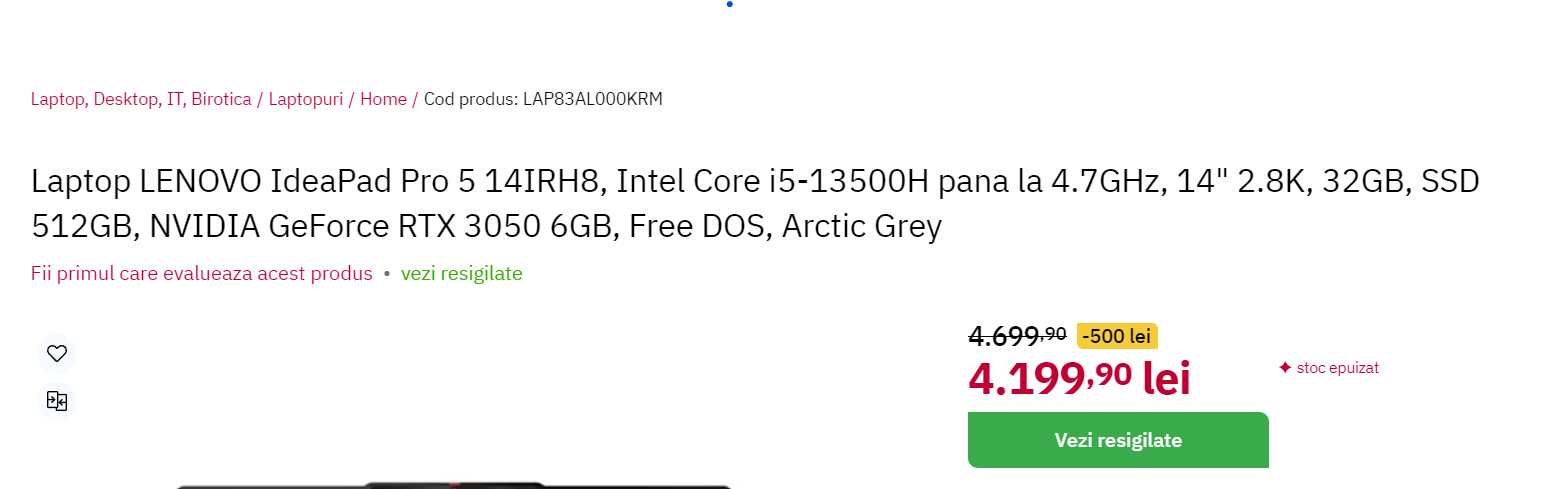 Laptop, Desktop, IT, Birotica / Laptopuri / Home / Cod produs: LAP83AL000KRM
Laptop LENOVO IdeaPad Pro 5 14IRH8, Intel Core i5-13500H pana la 4.7GHz, 14" 2.8K, 32GB, SSD
512GB, NVIDIA GeForce RTX 3050 6GB, Free DOS, Arctic Grey
Fii primul care evalueaza acest produs • vezi resigilate
4.699,90 -500 lei
4.199,90 lei
stoc epuizat
Vezi resigilate